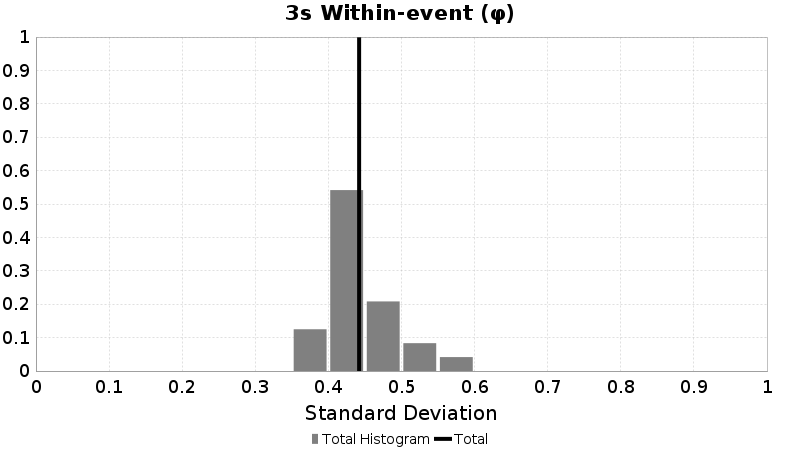 3s Within-event (φ)
1
0.9
0.8
0.7
0.6
0.5
0.4
0.3
0.2
0.1
0
0 0.1 0.2 0.3 0.4 0.5 0.6 0.7 0.8 0.9 1
Standard Deviation
Total Histogram Total